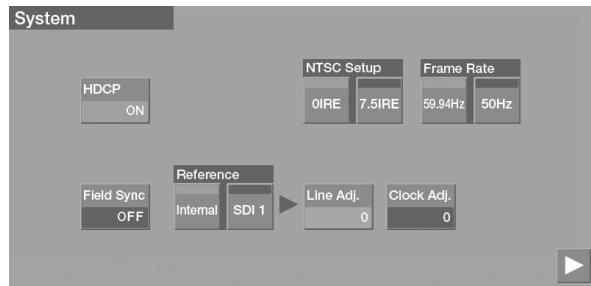 System
NTSC Setup
Frame Rate
HDCP
ON
0IRE
7.5IRE
59.94Hz
50Hz
Reference
Field Sync
OFF
Internal
SDI 1
Line Adj.
0
Clock Adj.
0